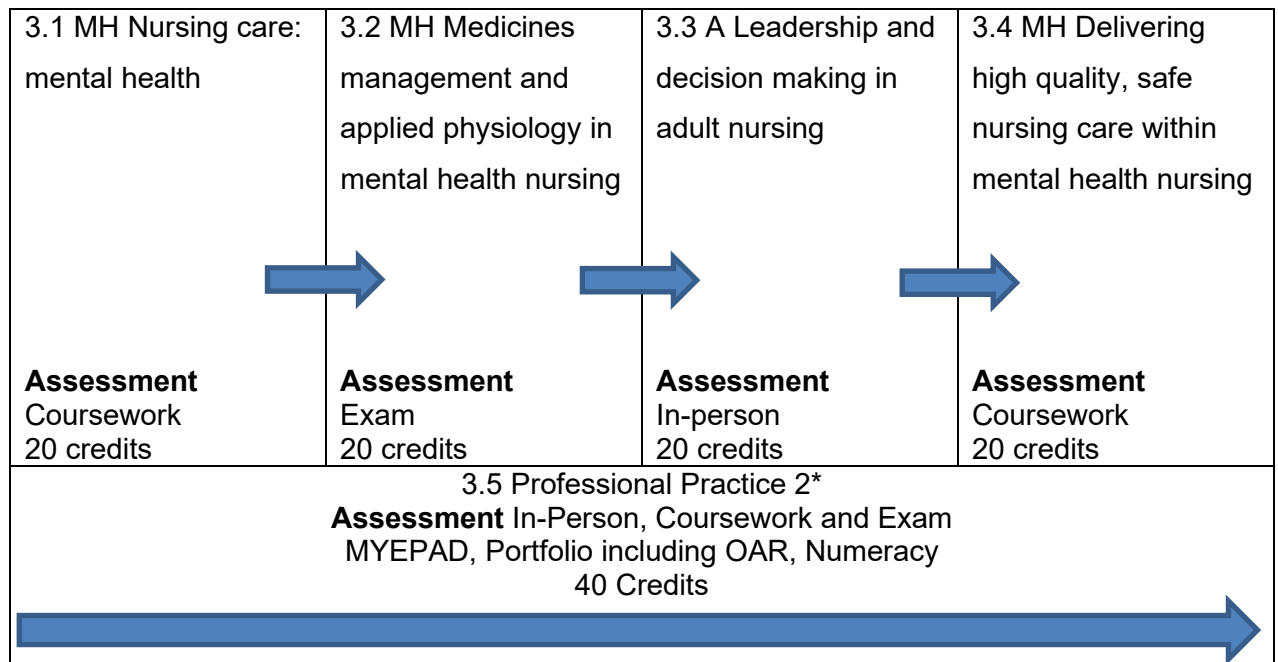 3.1 MH Nursing care:
mental health
Assessment
Coursework
20 credits
3.2 MH Medicines
management and
applied physiology in
mental health nursing
Assessment
Exam
20 credits
3.3 A Leadership and
decision making in
adult nursing
Assessment
In-person
20 credits
3.4 MH Delivering
high quality, safe
nursing care within
mental health nursing
Assessment
Coursework
20 credits
3.5 Professional Practice 2*
Assessment In-Person, Coursework and Exam
MYEPAD, Portfolio including OAR, Numeracy
40 Credits